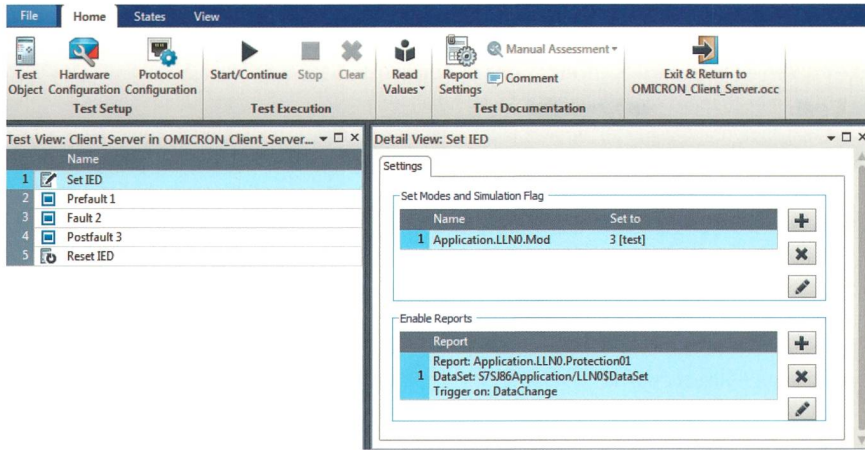 File Home States View
Test Object
Hardware Configuration
Protocol Configuration
Test Setup
Start/Continue Stop Clear
Test Execution
Read Values
Report Settings
Manual Assessment
Comment
Test Documentation
Exit & Return to
OMICRON_Client_Server.occ
Test View: Client_Server in OMICRON_Client_Server...
Name
1 Set IED
2 Prefault 1
3 Fault 2
4 Postfault 3
5 Reset IED
Detail View: Set IED
Settings
Set Modes and Simulation Flag
Name Set to
1 Application.LLN0.Mod 3 [test]
Enable Reports
Report
Report: Application.LLN0.Protection01
1 DataSet: S7SJ86Application/LLN0$DataSet
Trigger on: DataChange